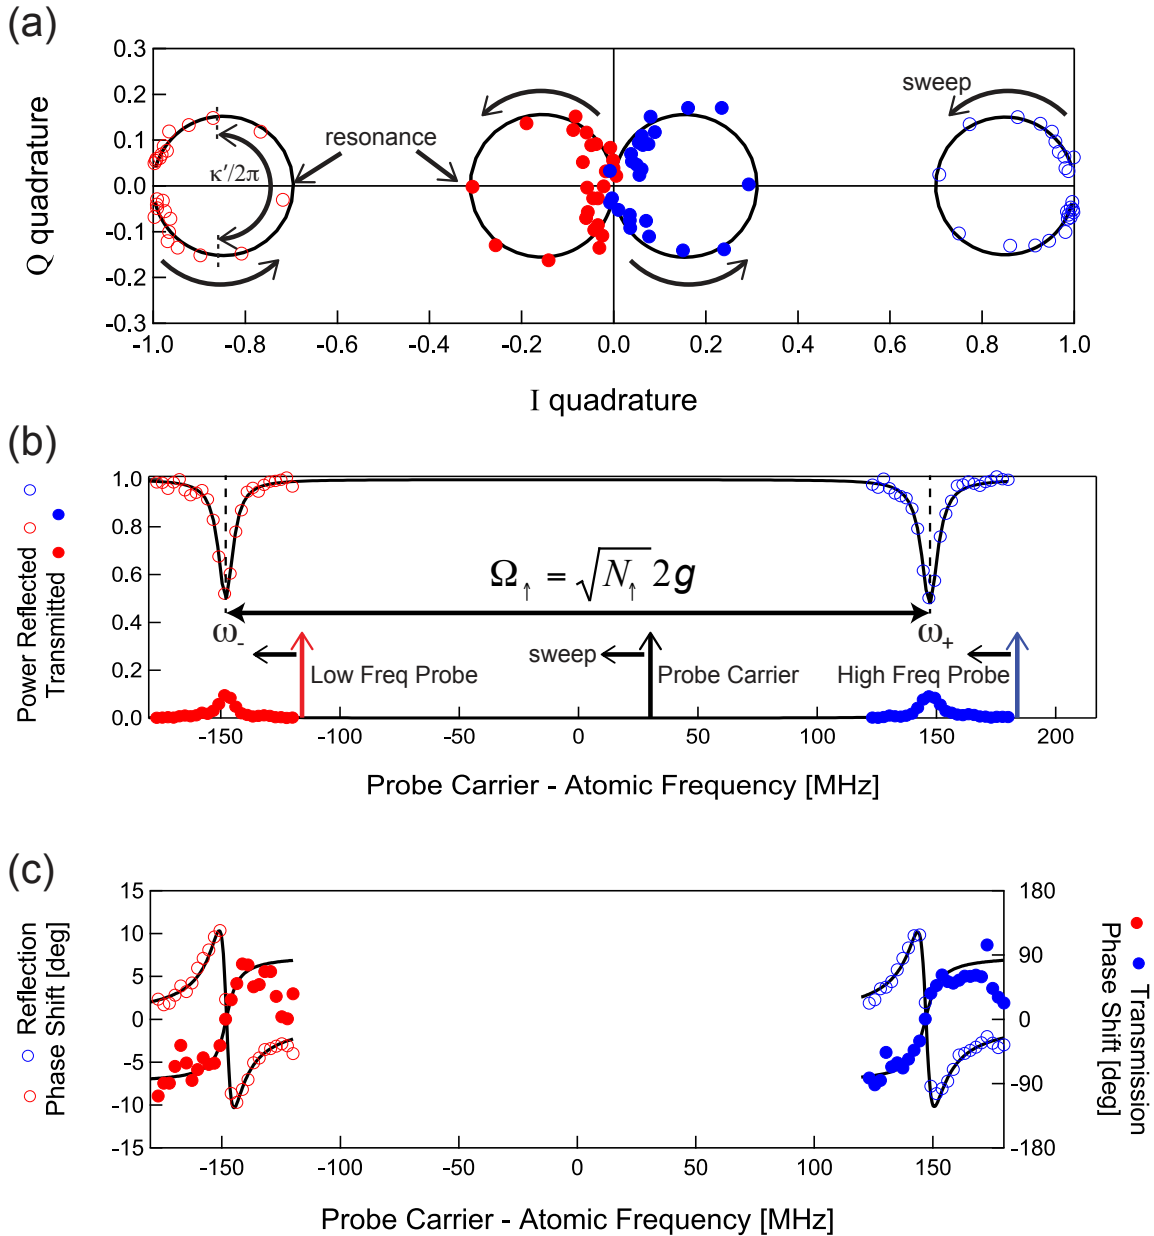 (a)
0.3
0.2
0.1
0.0
-0.1
-0.2
-0.3
Q quadrature
sweep
resonance
κ′/2π
-1.0 -0.8 -0.6 -0.4 -0.2 0.0 0.2 0.4 0.6 0.8 1.0
I quadrature
(b)
1.0
0.8
0.6
0.4
0.2
0.0
Power Reflected
Transmitted
Ω↑ = √N↑ 2g
ω-
ω+
sweep
Low Freq Probe
Probe Carrier
High Freq Probe
-150 -100 -50 0 50 100 150 200
Probe Carrier - Atomic Frequency [MHz]
(c)
15
10
5
0
-5
-10
-15
Reflection
Phase Shift [deg]
180
90
0
-90
-180
Transmission
Phase Shift [deg]
-150 -100 -50 0 50 100 150
Probe Carrier - Atomic Frequency [MHz]